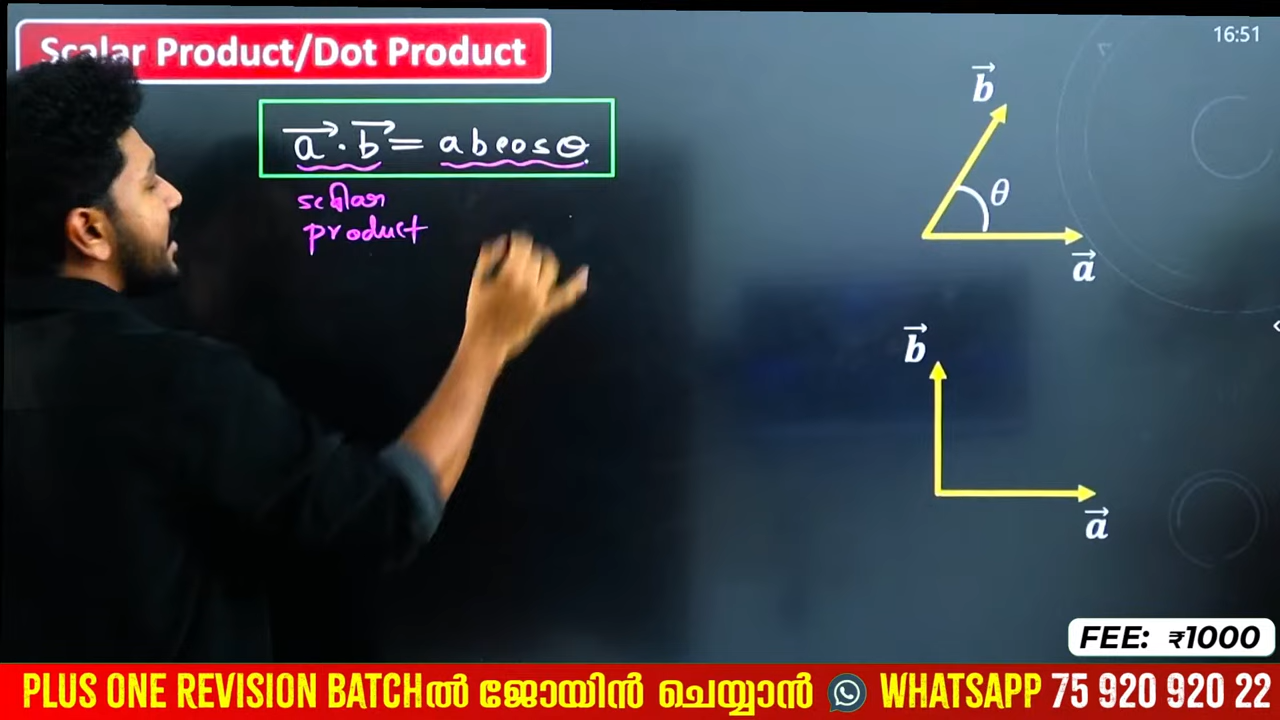 Scalar Product/Dot Product
16:51
a⃗ · b⃗ = a b cos θ
scalar
product
b⃗
θ
a⃗
b⃗
a⃗
FEE: ₹1000
PLUS ONE REVISION BATCHൽ ജോയിൻ ചെയ്യാൻ WHATSAPP 75 920 920 22